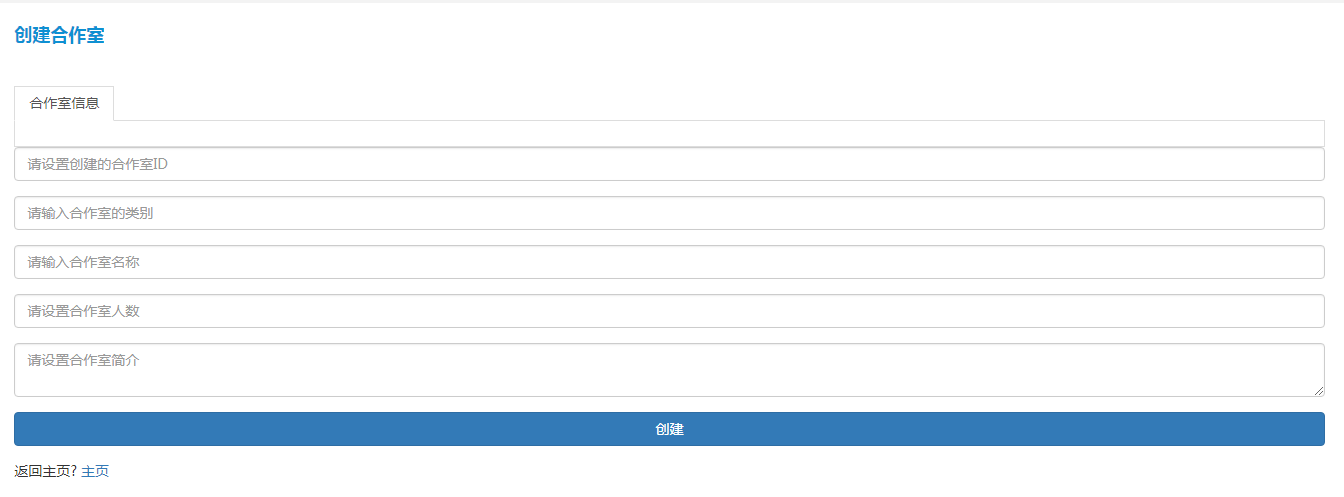 创建合作室
合作室信息
请设置创建的合作室ID
请输入合作室的类别
请输入合作室名称
请设置合作室人数
请设置合作室简介
创建
返回主页? 主页